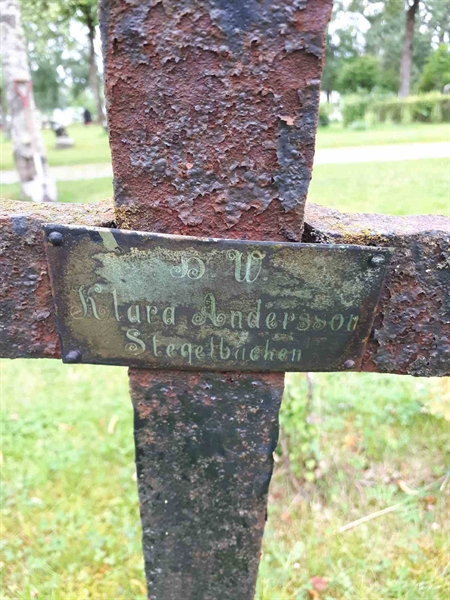 D W
Klara Andersson
Stegelbacken